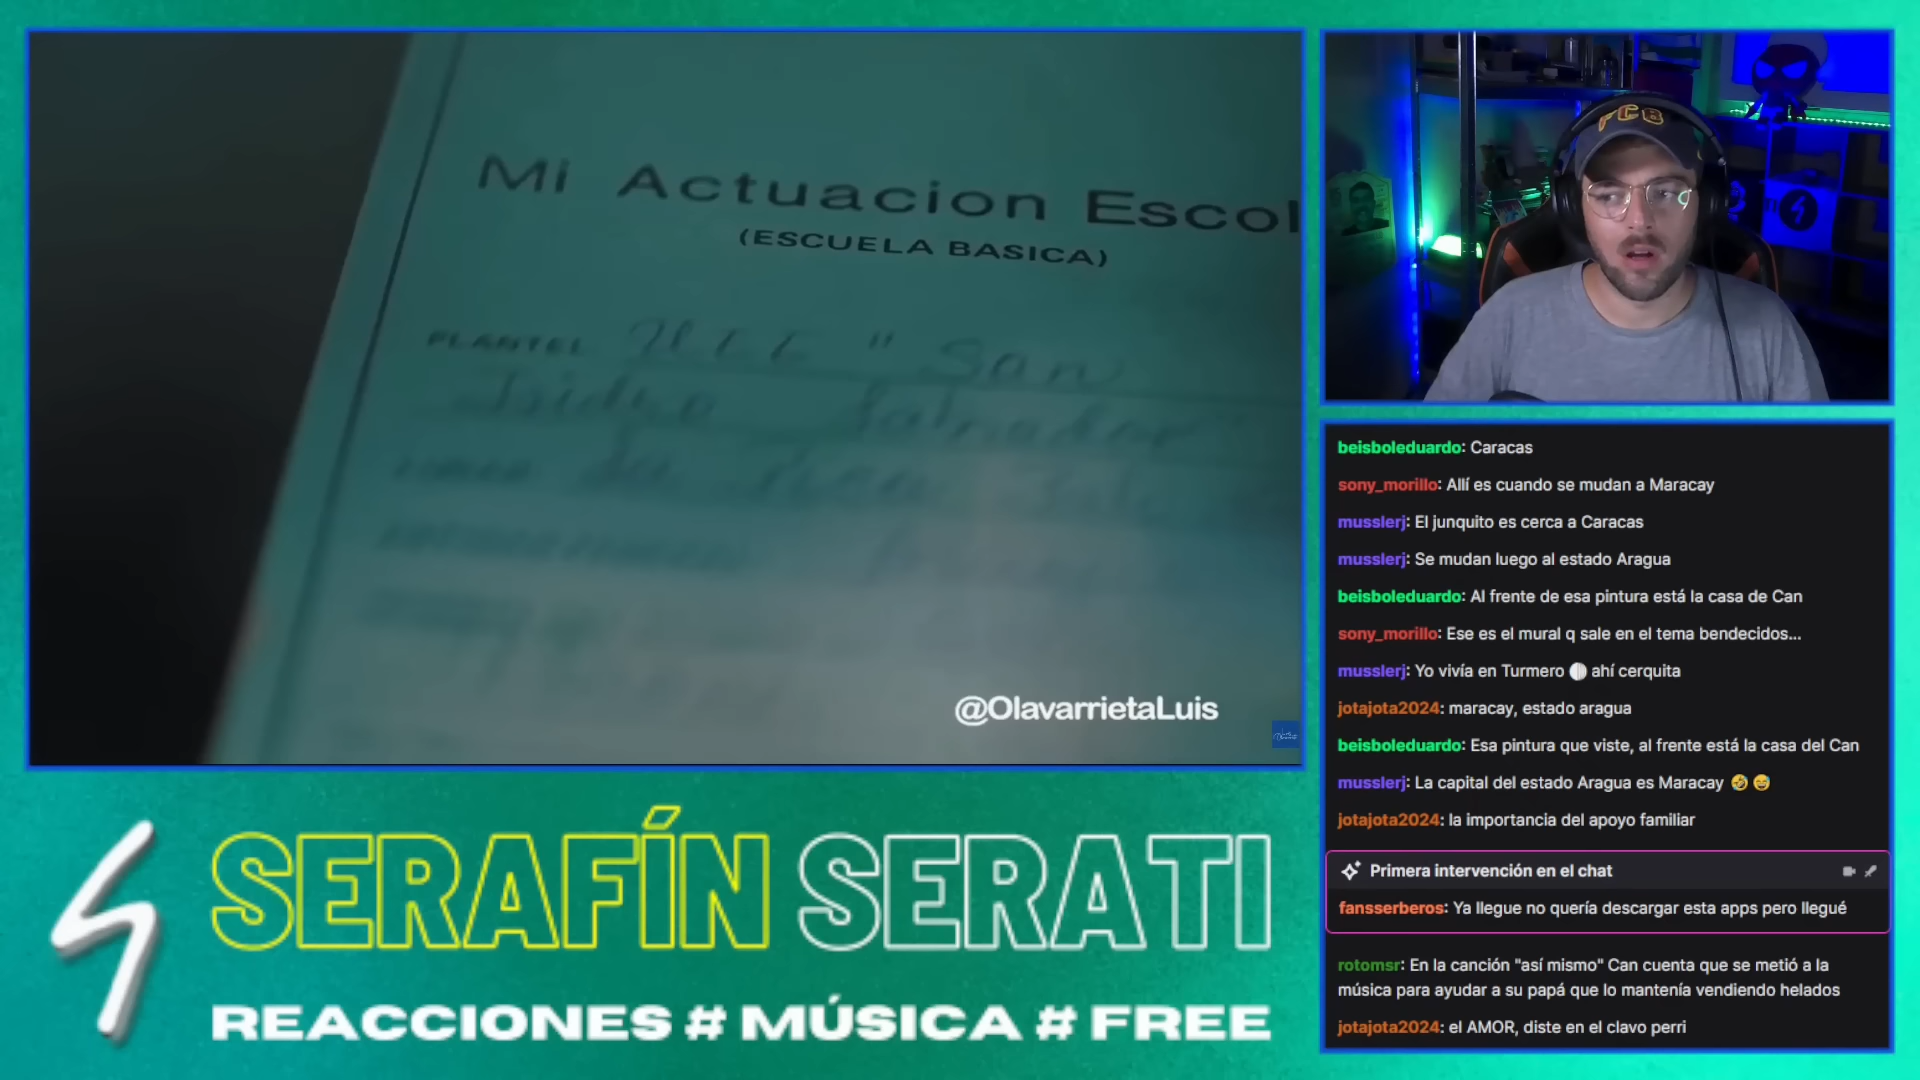 Mi Actuacion Escol
(ESCUELA BASICA)
PLANTEL "San
Isidro Labrador
@OlavarrietaLuis
SERAFÍN SERATI
REACCIONES # MÚSICA # FREE
FCB
beisboleduardo: Caracas
sony_morillo: Allí es cuando se mudan a Maracay
musslerj: El junquito es cerca a Caracas
musslerj: Se mudan luego al estado Aragua
beisboleduardo: Al frente de esa pintura está la casa de Can
sony_morillo: Ese es el mural q sale en el tema bendecidos...
musslerj: Yo vivía en Turmero ahí cerquita
jotajota2024: maracay, estado aragua
beisboleduardo: Esa pintura que viste, al frente está la casa del Can
musslerj: La capital del estado Aragua es Maracay 🤣 😅
jotajota2024: la importancia del apoyo familiar
Primera intervención en el chat
fansserberos: Ya llegue no quería descargar esta apps pero llegué
rotomsr: En la canción "así mismo" Can cuenta que se metió a la
música para ayudar a su papá que lo mantenía vendiendo helados
jotajota2024: el AMOR, diste en el clavo perri